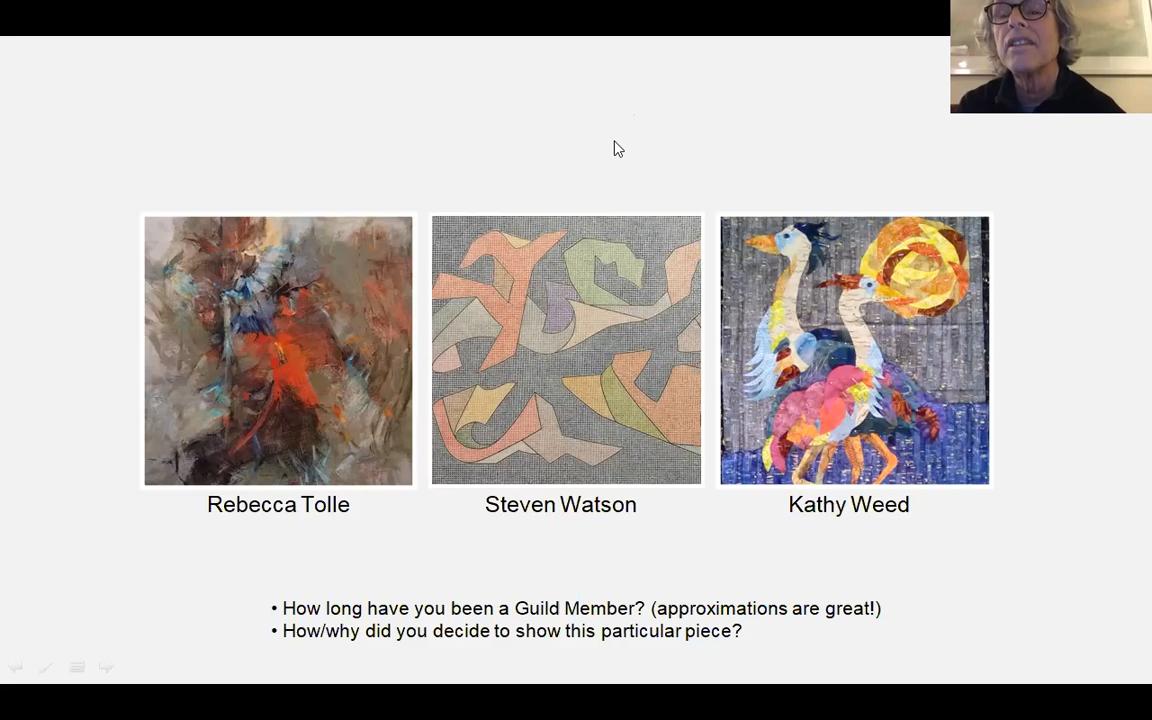 Rebecca Tolle
Steven Watson
Kathy Weed
• How long have you been a Guild Member? (approximations are great!)
• How/why did you decide to show this particular piece?